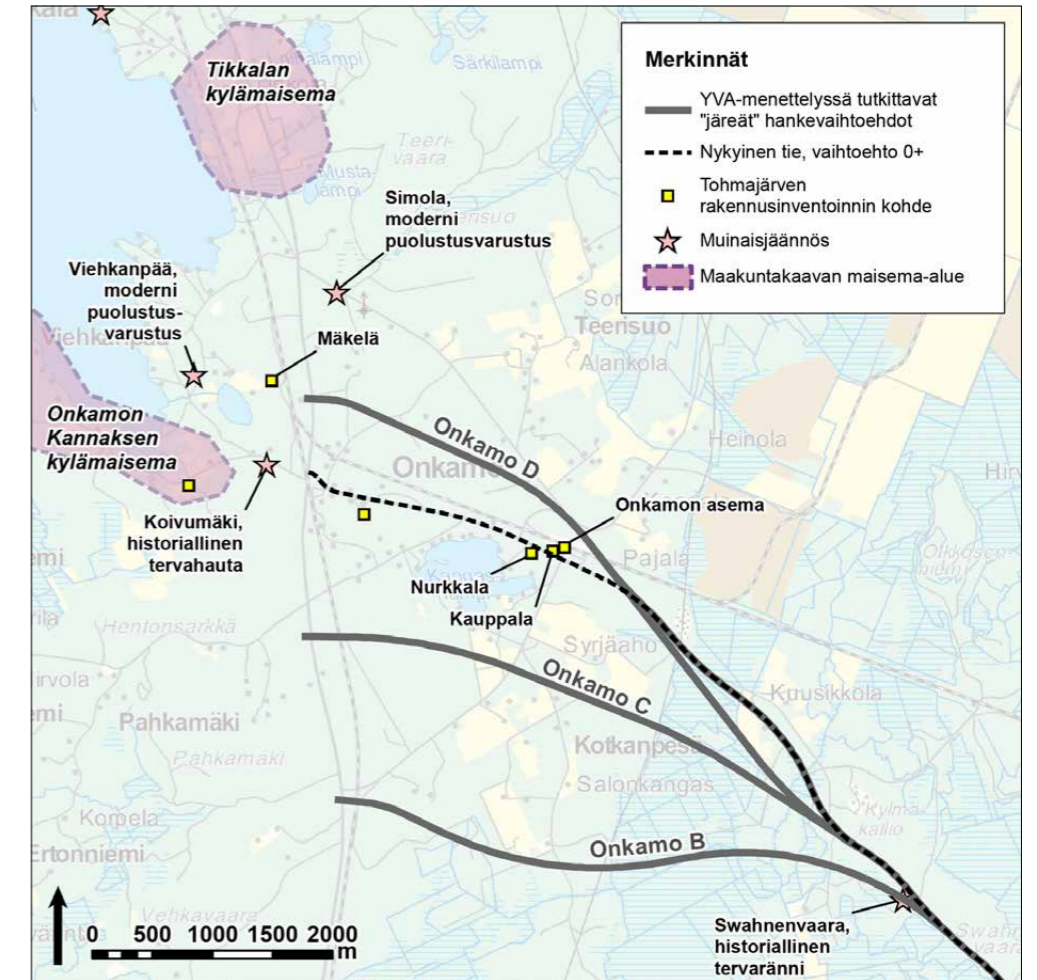 Tikkalan
kylämaisema
Särkilampi
Teeri-
vaara
Musta-
lampi
Merkinnät
YVA-menettelyssä tutkittavat
"järeät" hankevaihtoehdot
Nykyinen tie, vaihtoehto 0+
Tohmajärven
rakennusinventoinnin kohde
Muinaisjäännös
Maakuntakaavan maisema-alue
Simola,
moderni
puolustusvarustus
Viehkanpää,
moderni
puolustus-
varustus
Mäkelä
Teerisuo
Alankola
Onkamon
Kannaksen
kylämaisema
Onkamo D
Heinola
Koivumäki,
historiallinen
tervahauta
Onkamon asema
Pajala
Nurkkala
Kauppala
Hentonsarkkä
Syrjäaho
Onkamo C
Kuusikkola
Pahkamäki
Pahkamäki
Kotkanpesä
Salonkangas
Korpela
Kylmä-
kallio
Ertonniemi
Onkamo B
Vehkavaara
Swahnenvaara,
historiallinen
tervaränni
0 500 1000 1500 2000
m